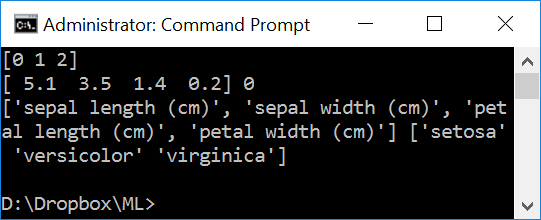 Administrator: Command Prompt
[0 1 2]
[ 5.1  3.5  1.4  0.2] 0
['sepal length (cm)', 'sepal width (cm)', 'pet
al length (cm)', 'petal width (cm)'] ['setosa'
 'versicolor' 'virginica']
D:\Dropbox\ML>